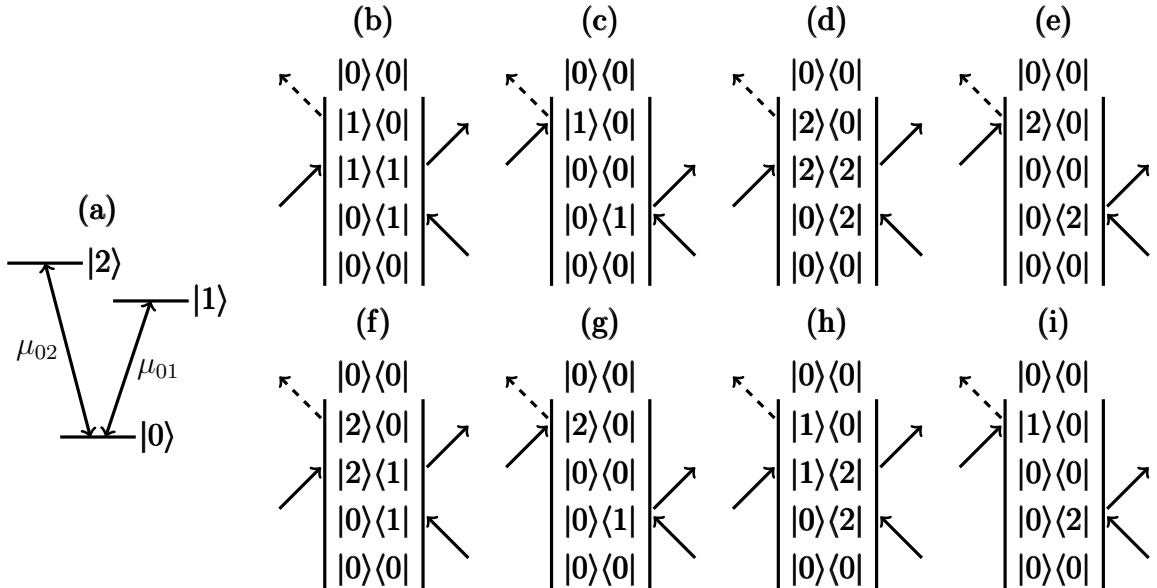 (b) (c) (d) (e)
|0⟩⟨0| |0⟩⟨0| |0⟩⟨0| |0⟩⟨0|
|1⟩⟨0| |1⟩⟨0| |2⟩⟨0| |2⟩⟨0|
|1⟩⟨1| |0⟩⟨0| |2⟩⟨2| |0⟩⟨0|
|0⟩⟨1| |0⟩⟨1| |0⟩⟨2| |0⟩⟨2|
|0⟩⟨0| |0⟩⟨0| |0⟩⟨0| |0⟩⟨0|
(a)
|2⟩
|1⟩
μ02 μ01
|0⟩
(f) (g) (h) (i)
|0⟩⟨0| |0⟩⟨0| |0⟩⟨0| |0⟩⟨0|
|2⟩⟨0| |2⟩⟨0| |1⟩⟨0| |1⟩⟨0|
|2⟩⟨1| |0⟩⟨0| |1⟩⟨2| |0⟩⟨0|
|0⟩⟨1| |0⟩⟨1| |0⟩⟨2| |0⟩⟨2|
|0⟩⟨0| |0⟩⟨0| |0⟩⟨0| |0⟩⟨0|